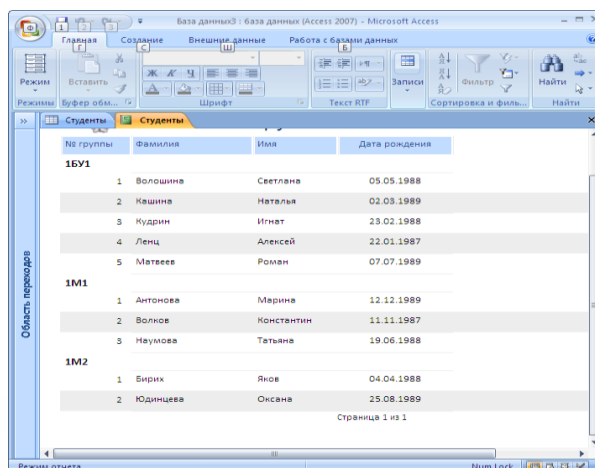 База данных3 : база данных (Access 2007) - Microsoft Access
1 2 3
Главная Создание Внешние данные Работа с базами данных
Ф Г С Ш Б
Режим Вставить Ж К Ч Записи Фильтр Найти
Режимы Буфер обм... Шрифт Текст RTF Сортировка и филь... Найти
Студенты Студенты
№ группы Фамилия Имя Дата рождения
1БУ1
1 Волошина Светлана 05.05.1988
2 Кашина Наталья 02.03.1989
3 Кудрин Игнат 23.02.1988
4 Ленц Алексей 22.01.1987
5 Матвеев Роман 07.07.1989
1М1
1 Антонова Марина 12.12.1989
2 Волков Константин 11.11.1987
3 Наумова Татьяна 19.06.1988
1М2
1 Бирих Яков 04.04.1988
2 Юдинцева Оксана 25.08.1989
Страница 1 из 1
Область переходов
Режим отчета Num Lock